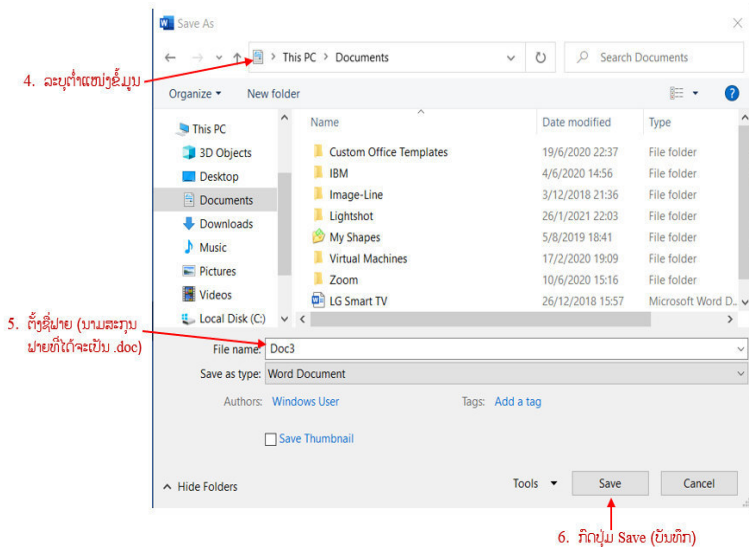 Save As
This PC > Documents
Search Documents
4. ລະບຸຕຳແໜ່ງຂໍ້ມູນ
Organize
New folder
Name
Date modified
Type
This PC
3D Objects
Desktop
Documents
Downloads
Music
Pictures
Videos
Local Disk (C:)
Custom Office Templates 19/6/2020 22:37 File folder
IBM 4/6/2020 14:56 File folder
Image-Line 3/12/2018 21:36 File folder
Lightshot 26/1/2021 22:03 File folder
My Shapes 5/8/2019 18:41 File folder
Virtual Machines 17/2/2020 19:09 File folder
Zoom 10/6/2020 15:16 File folder
LG Smart TV 26/12/2018 15:57 Microsoft Word D..
5. ຕັ້ງຊື່ຟາຍ (ນາມສະກຸນ
ຟາຍທີ່ໄດ້ຈະເປັນ .doc)
File name: Doc3
Save as type: Word Document
Authors: Windows User Tags: Add a tag
Save Thumbnail
Hide Folders
Tools
Save
Cancel
6. ກົດປຸ່ມ Save (ບັນທຶກ)